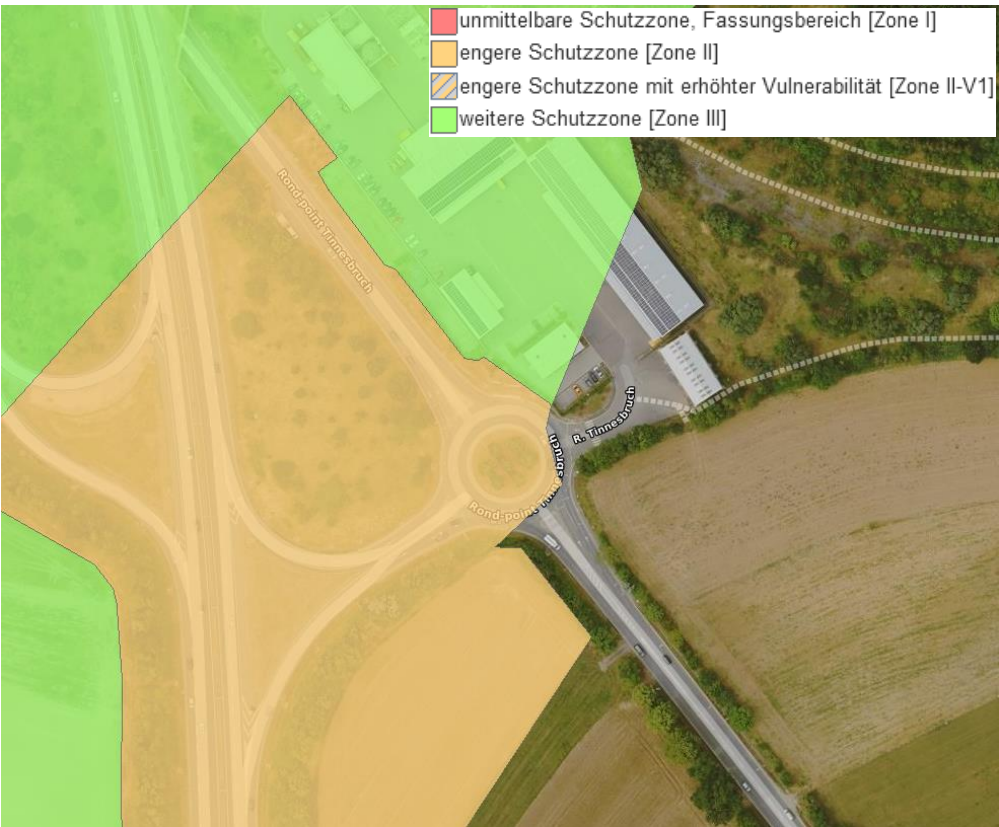 unmittelbare Schutzzone, Fassungsbereich [Zone I]
engere Schutzzone [Zone II]
engere Schutzzone mit erhöhter Vulnerabilität [Zone II-V1]
weitere Schutzzone [Zone III]
Rond-point Tinnesbruch
R. Tinnesbruch
Rond-point Tinnesbruch